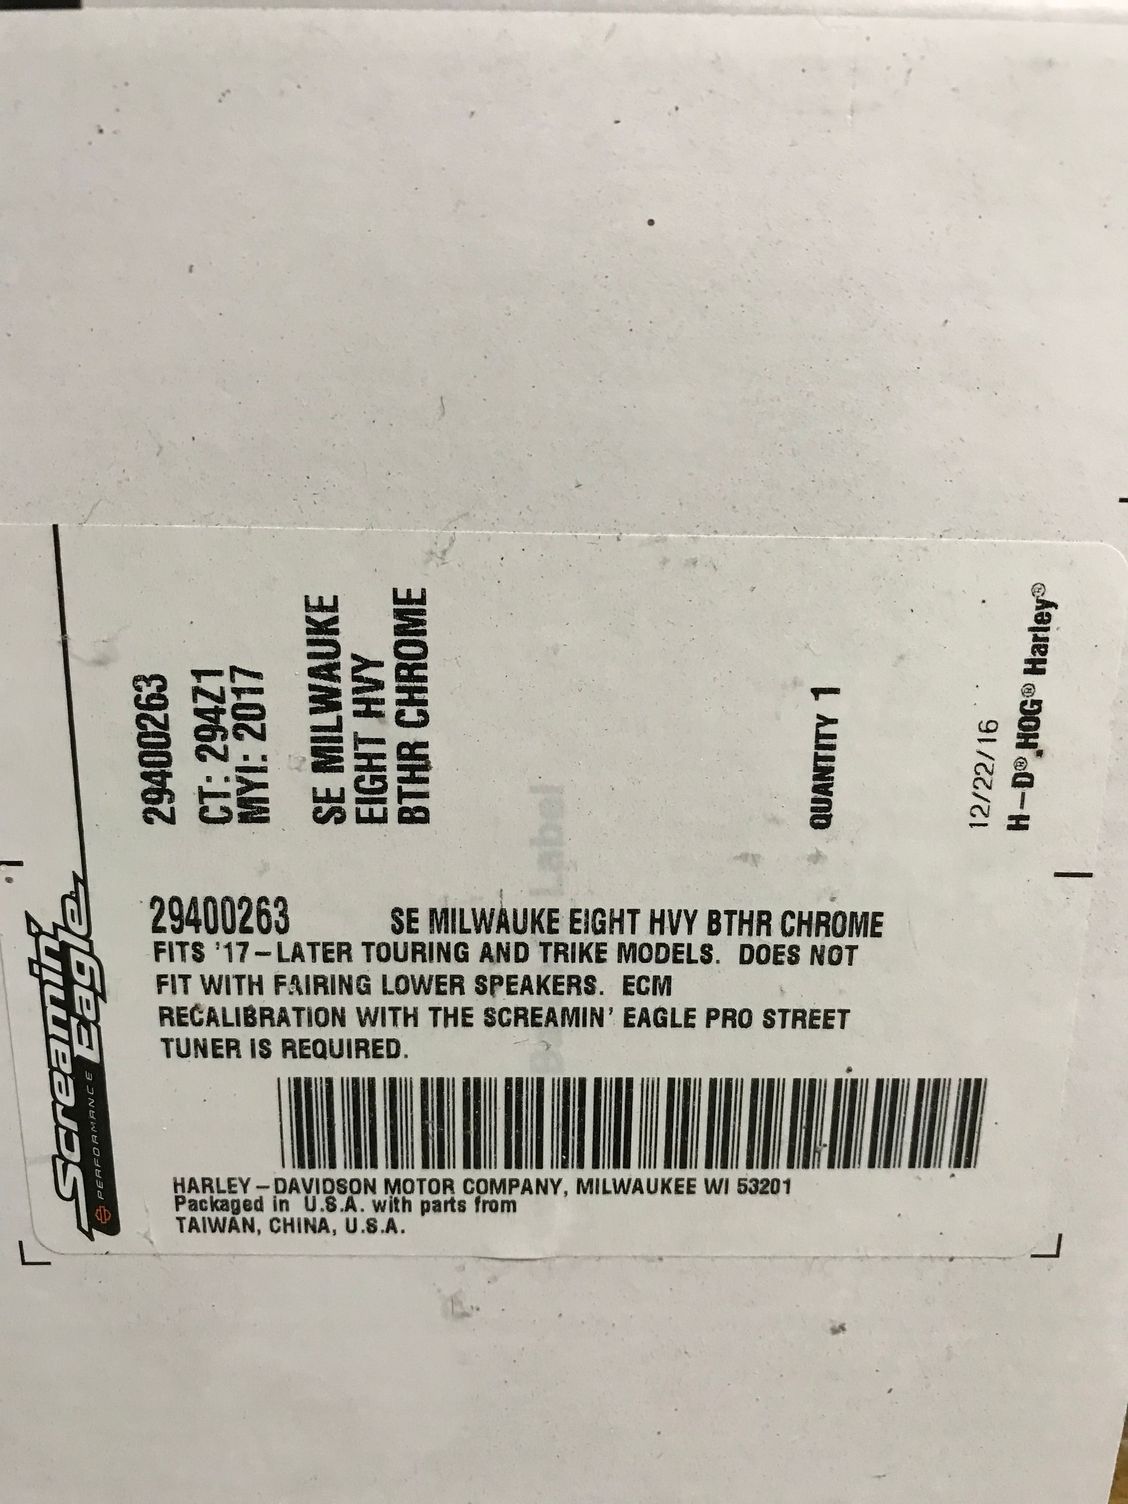 Screamin'
Eagle
PERFORMANCE
29400263
CT: 294Z1
MYI: 2017
SE MILWAUKE
EIGHT HVY
BTHR CHROME
QUANTITY 1
12/22/16
H-D® HOG® Harley®
29400263 SE MILWAUKE EIGHT HVY BTHR CHROME
FITS '17-LATER TOURING AND TRIKE MODELS. DOES NOT
FIT WITH FAIRING LOWER SPEAKERS. ECM
RECALIBRATION WITH THE SCREAMIN' EAGLE PRO STREET
TUNER IS REQUIRED.
HARLEY-DAVIDSON MOTOR COMPANY, MILWAUKEE WI 53201
Packaged in U.S.A. with parts from
TAIWAN, CHINA, U.S.A.
Label